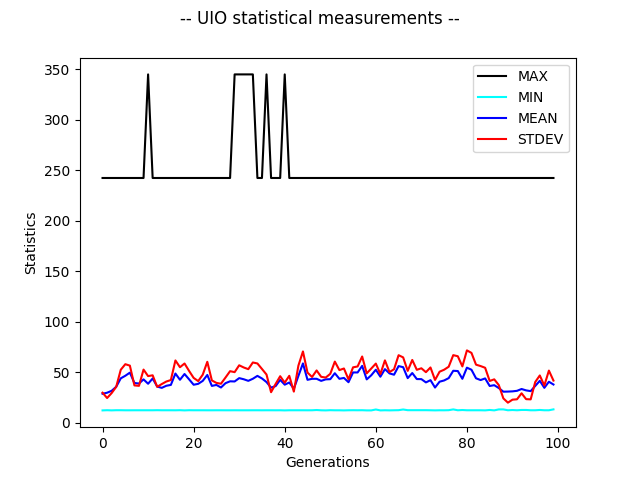 -- UIO statistical measurements --
350
300
250
200
150
100
50
0
Statistics
MAX
MIN
MEAN
STDEV
0 20 40 60 80 100
Generations